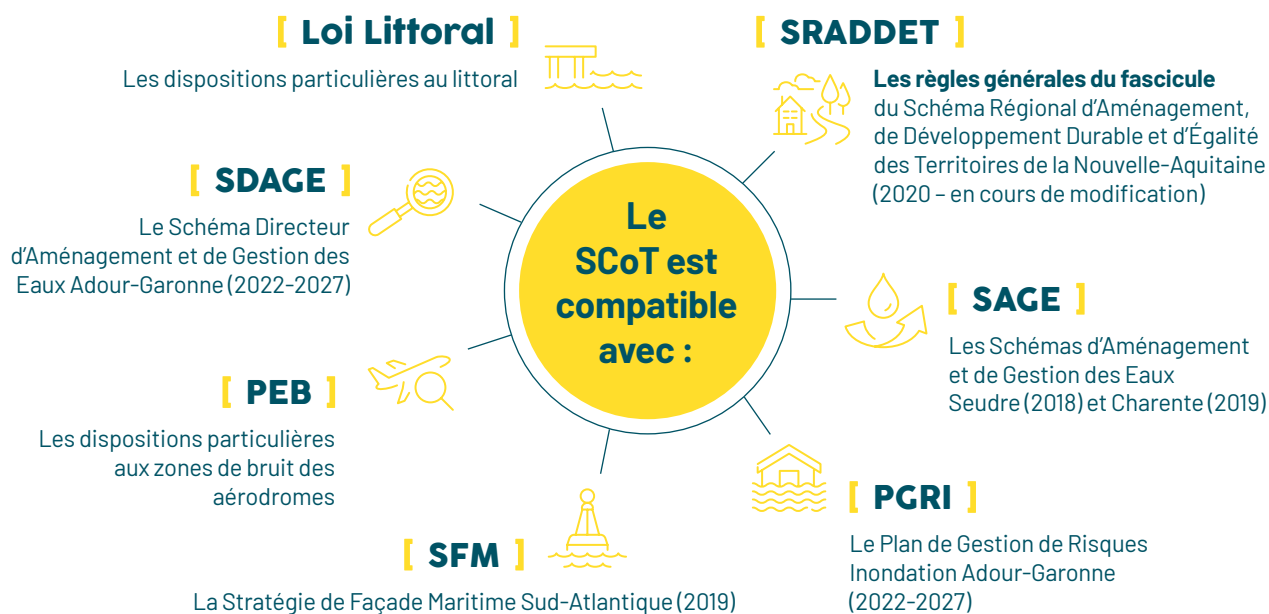 [ Loi Littoral ]
Les dispositions particulières au littoral
[ SRADDET ]
Les règles générales du fascicule
du Schéma Régional d'Aménagement,
de Développement Durable et d'Égalité
des Territoires de la Nouvelle-Aquitaine
(2020 – en cours de modification)
[ SDAGE ]
Le Schéma Directeur
d'Aménagement et de Gestion des
Eaux Adour-Garonne (2022-2027)
Le
SCoT est
compatible
avec :
[ SAGE ]
Les Schémas d'Aménagement
et de Gestion des Eaux
Seudre (2018) et Charente (2019)
[ PEB ]
Les dispositions particulières
aux zones de bruit des
aérodromes
[ PGRI ]
Le Plan de Gestion de Risques
Inondation Adour-Garonne
(2022-2027)
[ SFM ]
La Stratégie de Façade Maritime Sud-Atlantique (2019)